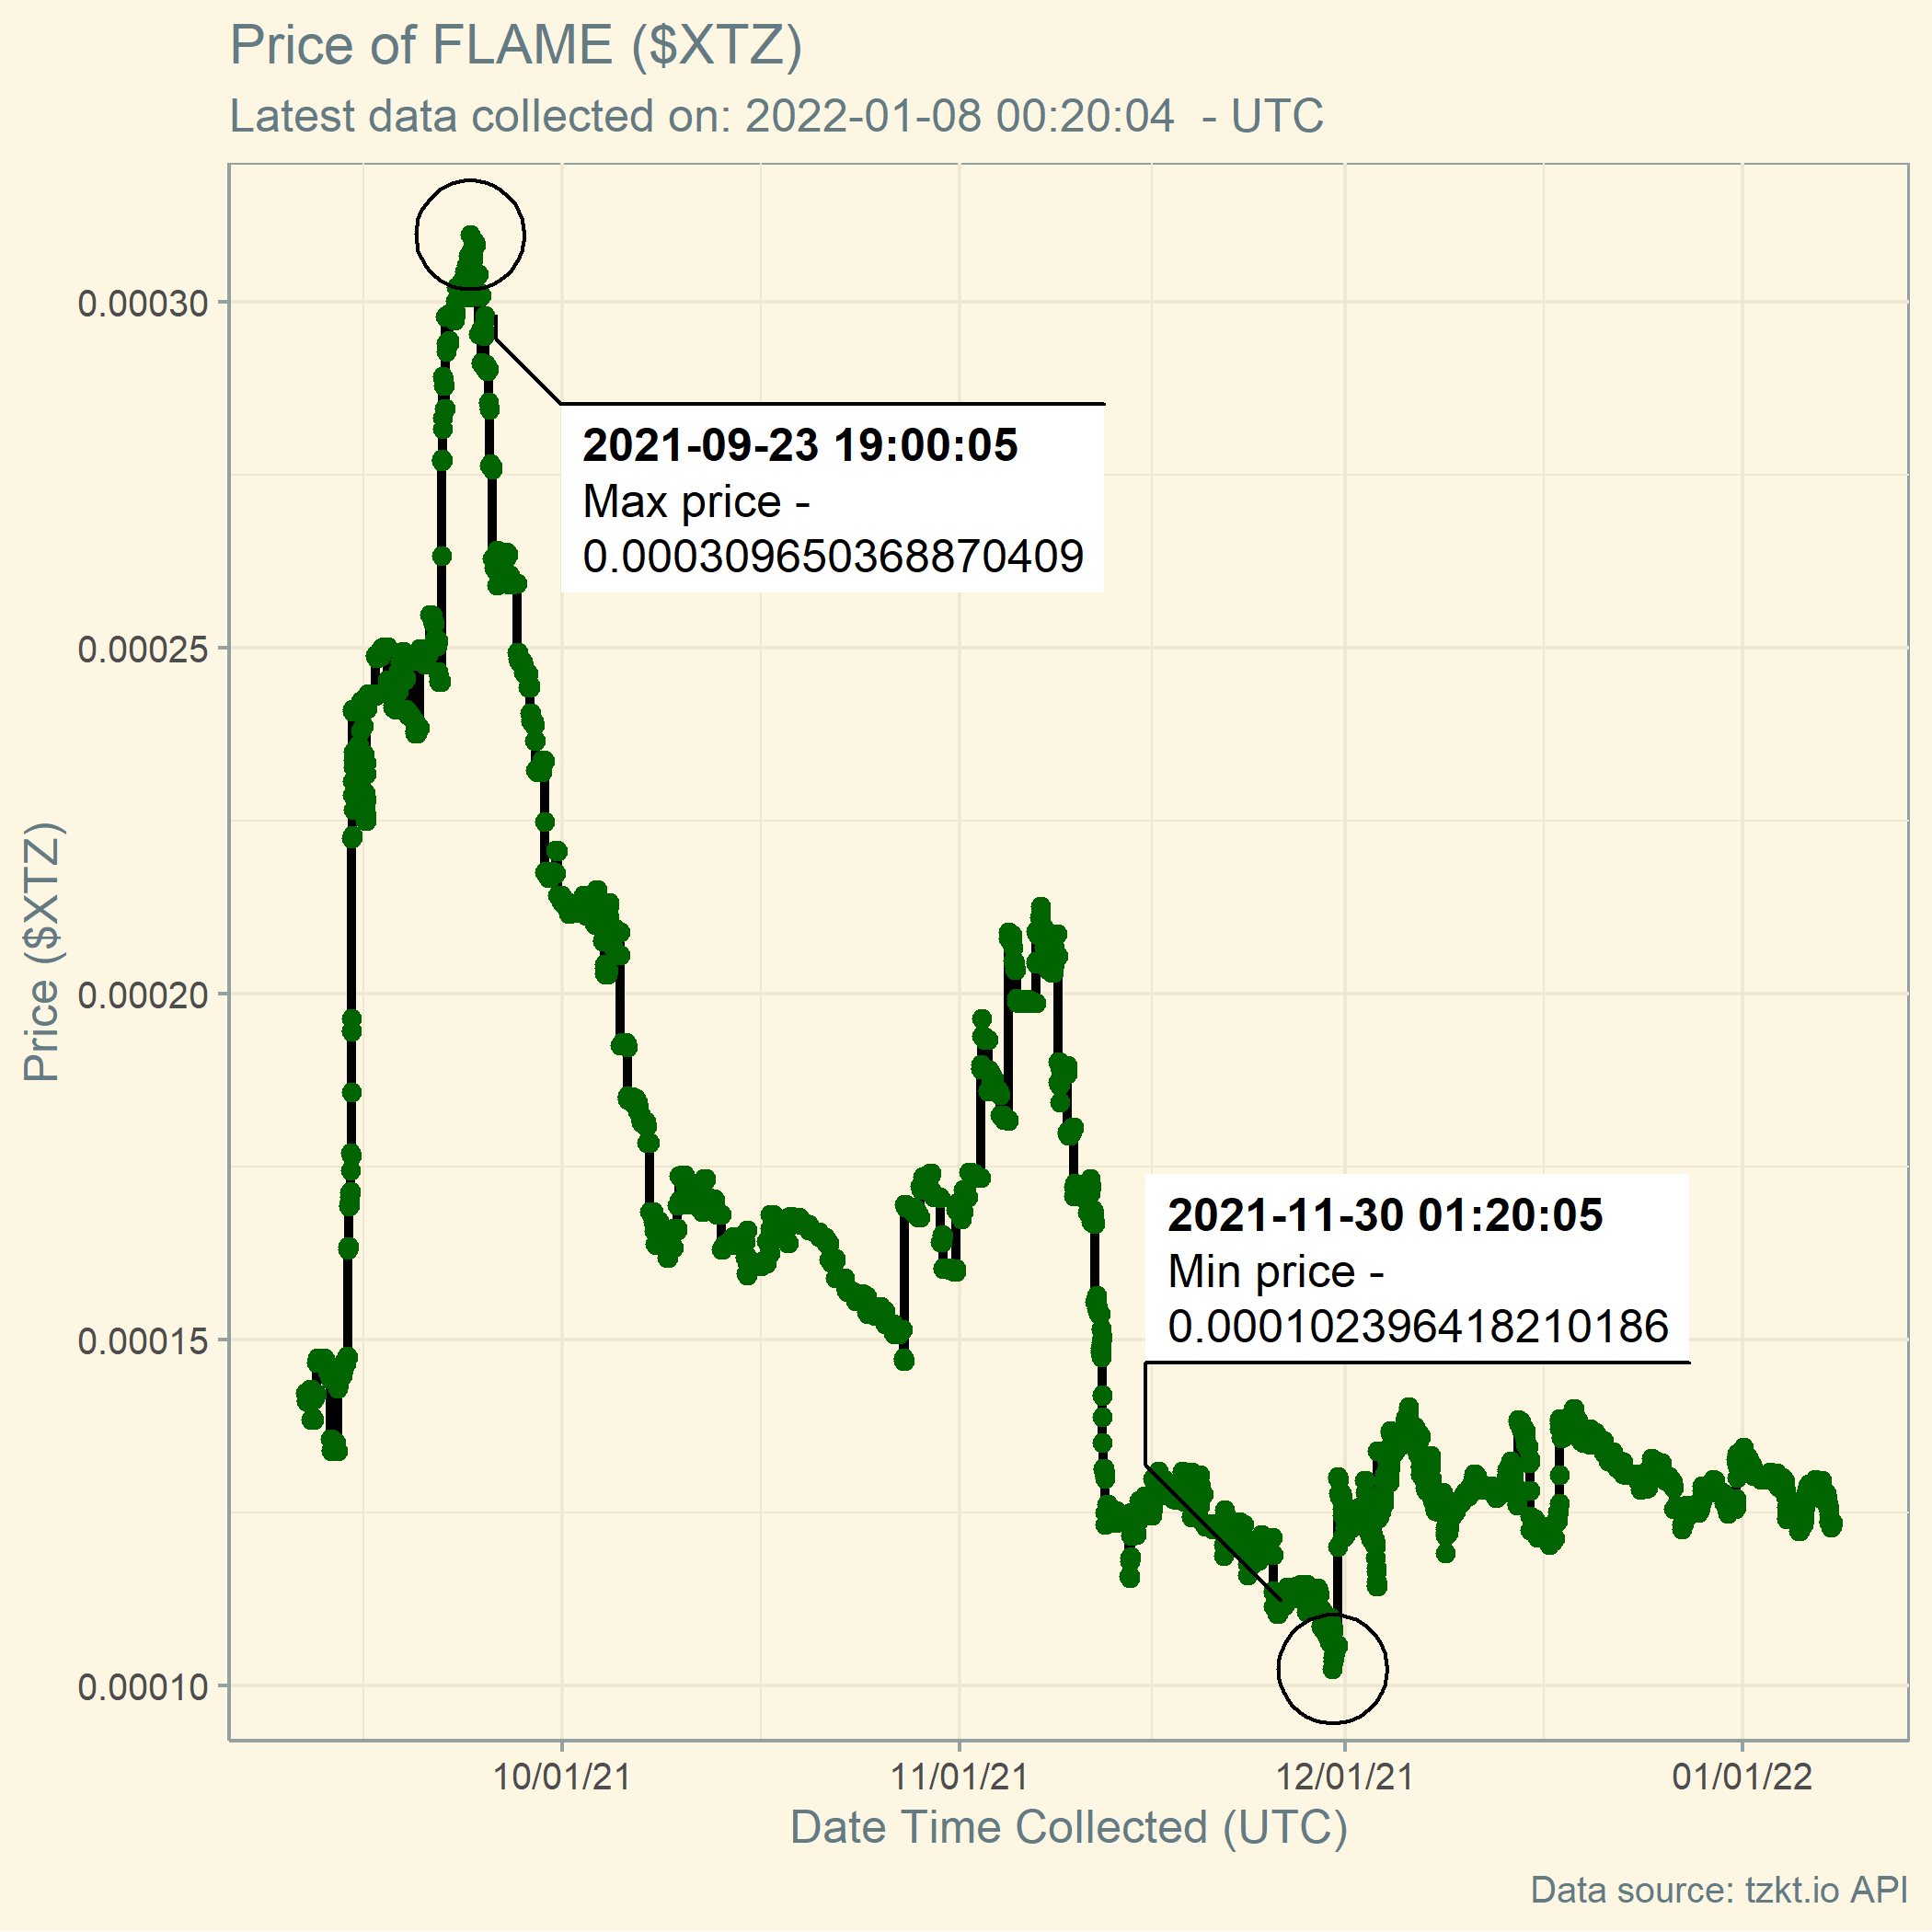 Price of FLAME ($XTZ)
Latest data collected on: 2022-01-08 00:20:04  - UTC
Price ($XTZ)
0.00030
0.00025
0.00020
0.00015
0.00010
2021-09-23 19:00:05
Max price -
0.000309650368870409
2021-11-30 01:20:05
Min price -
0.000102396418210186
10/01/21
11/01/21
12/01/21
01/01/22
Date Time Collected (UTC)
Data source: tzkt.io API